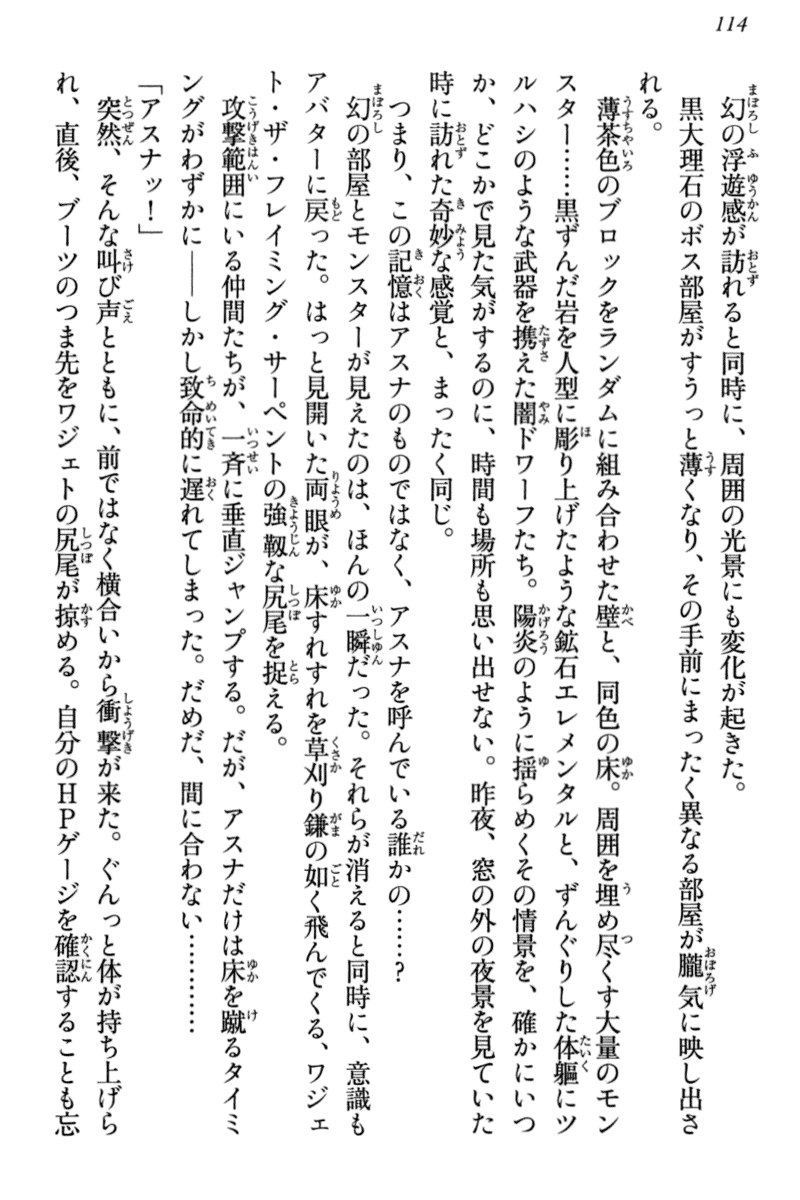 114
幻の浮遊感が訪れると同時に、周囲の光景にも変化が起きた。
黒大理石のボス部屋がすうっと薄くなり、その手前にまったく異なる部屋が朧気に映し出さ
れる。
薄茶色のブロックをランダムに組み合わせた壁と、同色の床。周囲を埋め尽くす大量のモン
スター……黒ずんだ岩を人型に彫り上げたような鉱石エレメンタルと、ずんぐりした体軀にツ
ルハシのような武器を携えた闇ドワーフたち。陽炎のように揺らめくその情景を、確かにいつ
か、どこかで見た気がするのに、時間も場所も思い出せない。昨夜、窓の外の夜景を見ていた
時に訪れた奇妙な感覚と、まったく同じ。
つまり、この記憶はアスナのものではなく、アスナを呼んでいる誰かの……？
幻の部屋とモンスターが見えたのは、ほんの一瞬だった。それらが消えると同時に、意識も
アバターに戻った。はっと見開いた両眼が、床すれすれを草刈り鎌の如く飛んでくる、ワジェ
ト・ザ・フレイミング・サーペントの強靱な尻尾を捉える。
攻撃範囲にいる仲間たちが、一斉に垂直ジャンプする。だが、アスナだけは床を蹴るタイミ
ングがわずかに――しかし致命的に遅れてしまった。だめだ、間に合わない…………
「アスナッ！」
突然、そんな叫び声とともに、前ではなく横合いから衝撃が来た。ぐんっと体が持ち上げら
れ、直後、ブーツのつま先をワジェトの尻尾が掠める。自分のHPゲージを確認することも忘